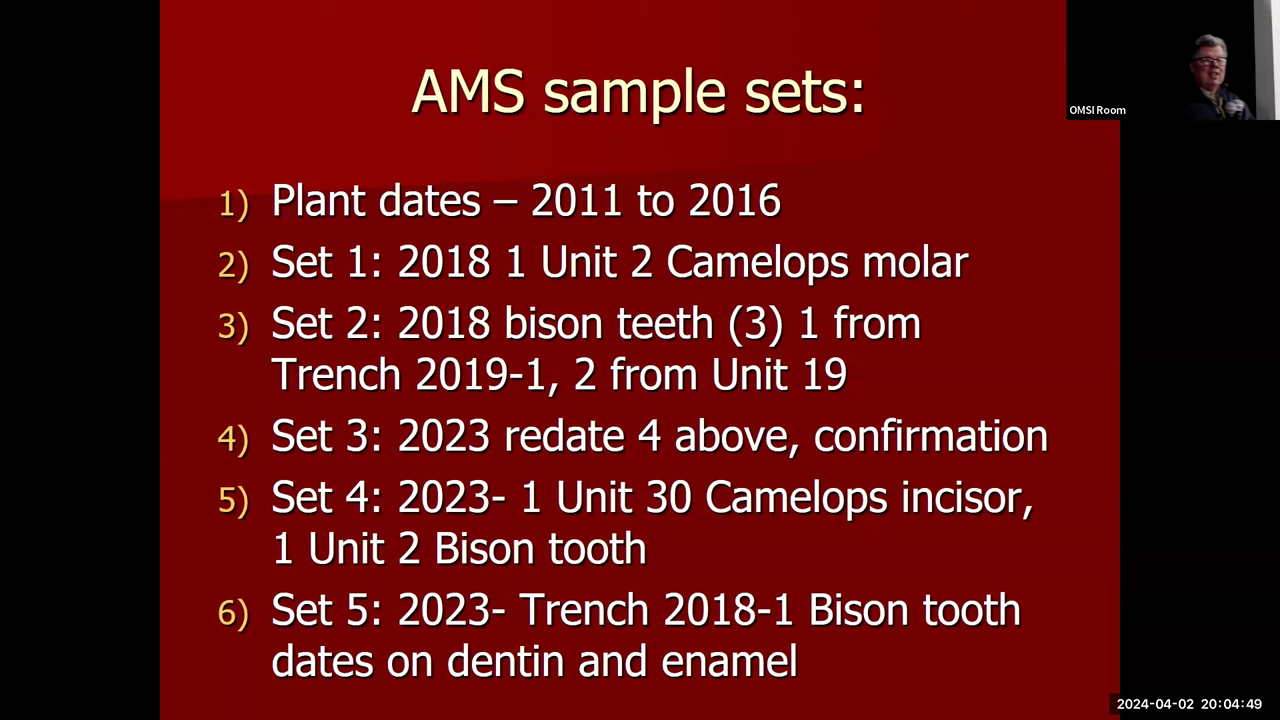 AMS sample sets:
OMSI Room
1) Plant dates – 2011 to 2016
2) Set 1: 2018 1 Unit 2 Camelops molar
3) Set 2: 2018 bison teeth (3) 1 from
Trench 2019-1, 2 from Unit 19
4) Set 3: 2023 redate 4 above, confirmation
5) Set 4: 2023- 1 Unit 30 Camelops incisor,
1 Unit 2 Bison tooth
6) Set 5: 2023- Trench 2018-1 Bison tooth
dates on dentin and enamel
2024-04-02 20:04:49